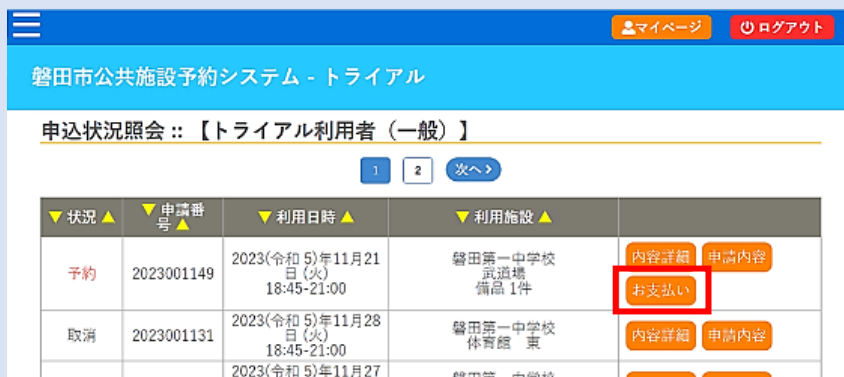 マイページ ログアウト
磐田市公共施設予約システム - トライアル
申込状況照会 :: 【トライアル利用者（一般）】
1 2 次へ>
▼状況▲ ▼申請番号▲ ▼利用日時▲ ▼利用施設▲
予約 2023001149 2023(令和 5)年11月21日 (火) 18:45-21:00 磐田第一中学校 武道場 備品 1件 内容詳細 申請内容
お支払い
取消 2023001131 2023(令和 5)年11月28日 (火) 18:45-21:00 磐田第一中学校 体育館 東 内容詳細 申請内容
2023(令和 5)年11月27